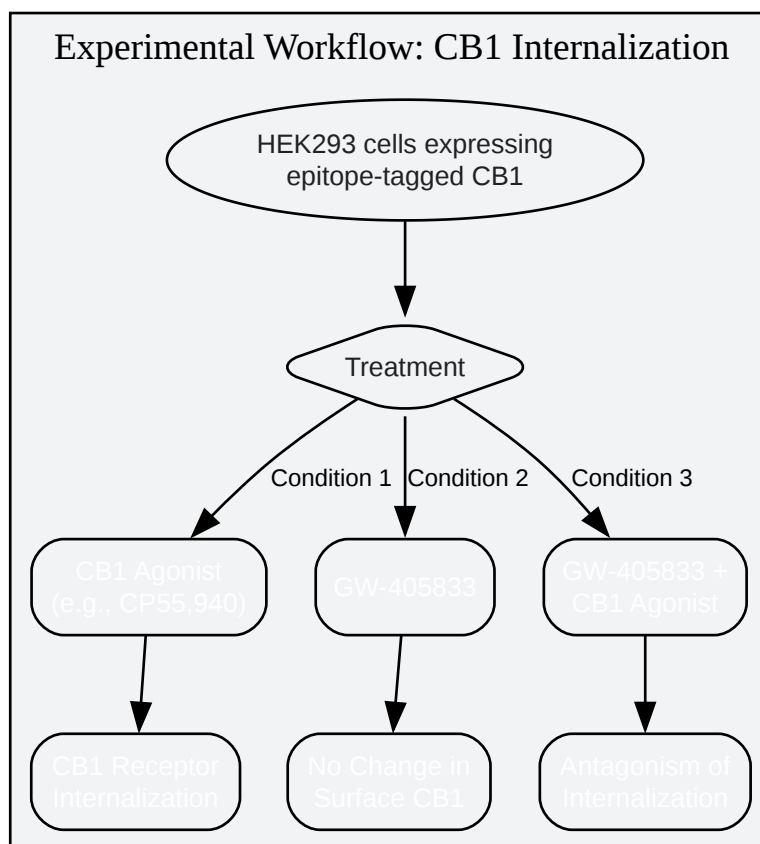 Experimental Workflow: CB1 Internalization
HEK293 cells expressing
epitope-tagged CB1
Treatment
Condition 1
Condition 2
Condition 3
CB1 Agonist
(e.g., CP55,940)
GW-405833
GW-405833 +
CB1 Agonist
CB1 Receptor
Internalization
No Change in
Surface CB1
Antagonism of
Internalization